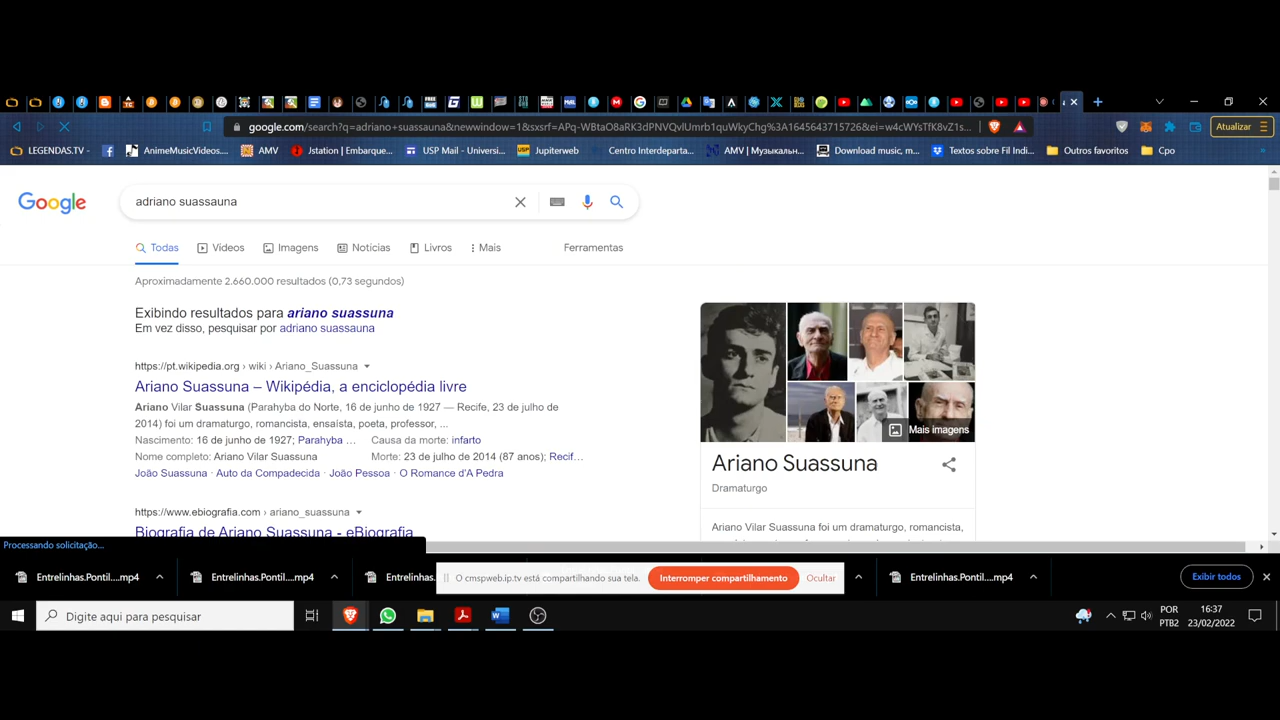 google.com/search?q=adriano+suassauna&newwindow=1&sxsrf=APq-WBtaO8aRK3dPNVQvlUmrb1quWkyChg%3A1645643715726&ei=w4cWYsTfK8vZ1s...
Atualizar
LEGENDAS.TV -
AnimeMusicVideos....
AMV
Jstation | Embarque...
USP Mail - Universi...
Jupiterweb
Centro Interdeparta...
AMV | Музыкальн...
Download music, m...
Textos sobre Fil Indi...
Outros favoritos
Cpo
Google
adriano suassauna
Todas
Vídeos
Imagens
Notícias
Livros
Mais
Ferramentas
Aproximadamente 2.660.000 resultados (0,73 segundos)
Exibindo resultados para ariano suassuna
Em vez disso, pesquisar por adriano suassauna
https://pt.wikipedia.org › wiki › Ariano_Suassuna
Ariano Suassuna – Wikipédia, a enciclopédia livre
Ariano Vilar Suassuna (Parahyba do Norte, 16 de junho de 1927 — Recife, 23 de julho de
2014) foi um dramaturgo, romancista, ensaísta, poeta, professor, ...
Nascimento: 16 de junho de 1927; Parahyba ... Causa da morte: infarto
Nome completo: Ariano Vilar Suassuna Morte: 23 de julho de 2014 (87 anos); Recif...
João Suassuna · Auto da Compadecida · João Pessoa · O Romance d'A Pedra
https://www.ebiografia.com › ariano_suassuna
Biografia de Ariano Suassuna - eBiografia
Mais imagens
Ariano Suassuna
Dramaturgo
Ariano Vilar Suassuna foi um dramaturgo, romancista,
Processando solicitação...
Entrelinhas.Pontil....mp4
Entrelinhas.Pontil....mp4
Entrelinhas
O cmspweb.ip.tv está compartilhando sua tela.
Interromper compartilhamento
Ocultar
Entrelinhas.Pontil....mp4
Exibir todos
Digite aqui para pesquisar
POR
PTB2
16:37
23/02/2022